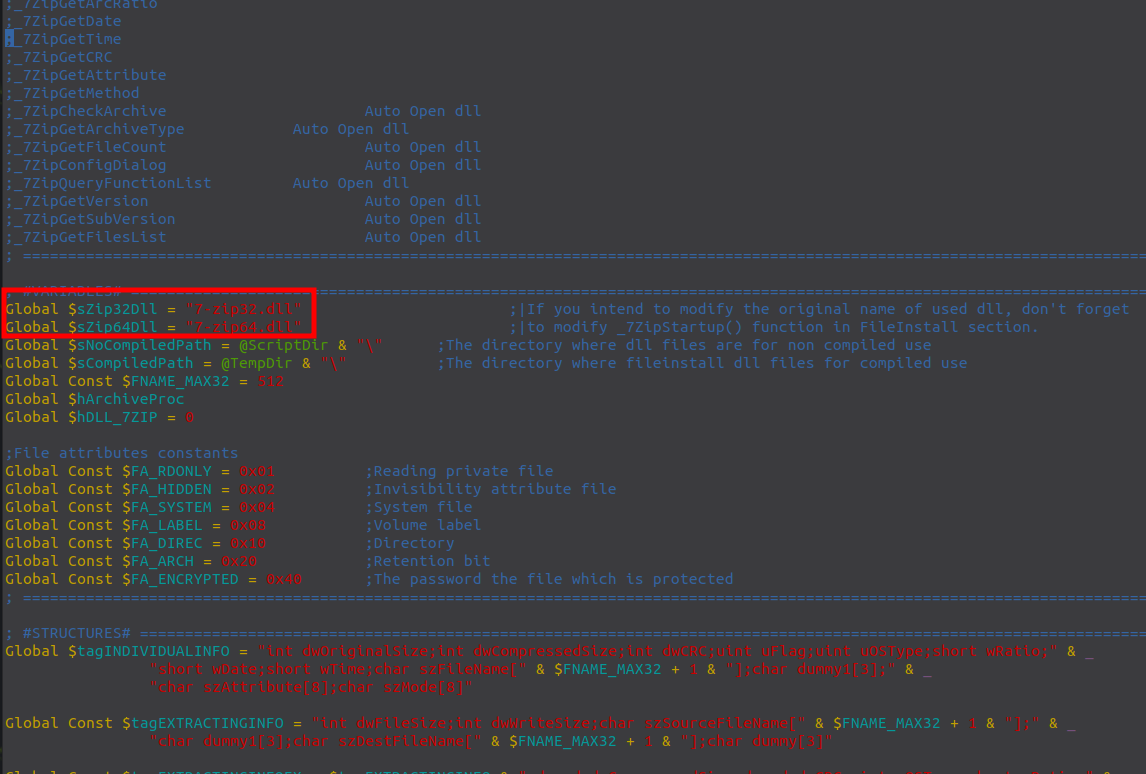 ;_7ZipGetArcRatio
;_7ZipGetDate
;_7ZipGetTime
;_7ZipGetCRC
;_7ZipGetAttribute
;_7ZipGetMethod
;_7ZipCheckArchive Auto Open dll
;_7ZipGetArchiveType Auto Open dll
;_7ZipGetFileCount Auto Open dll
;_7ZipConfigDialog Auto Open dll
;_7ZipQueryFunctionList Auto Open dll
;_7ZipGetVersion Auto Open dll
;_7ZipGetSubVersion Auto Open dll
;_7ZipGetFilesList Auto Open dll
; ==============================================================================================================================
; #VARIABLES# ===================================================================================================================
Global $sZip32Dll = "7-zip32.dll" ;|If you intend to modify the original name of used dll, don't forget
Global $sZip64Dll = "7-zip64.dll" ;|to modify _7ZipStartup() function in FileInstall section.
Global $sNoCompiledPath = @ScriptDir & "\" ;The directory where dll files are for non compiled use
Global $sCompiledPath = @TempDir & "\" ;The directory where fileinstall dll files for compiled use
Global Const $FNAME_MAX32 = 512
Global $hArchiveProc
Global $hDLL_7ZIP = 0
;File attributes constants
Global Const $FA_RDONLY = 0x01 ;Reading private file
Global Const $FA_HIDDEN = 0x02 ;Invisibility attribute file
Global Const $FA_SYSTEM = 0x04 ;System file
Global Const $FA_LABEL = 0x08 ;Volume label
Global Const $FA_DIREC = 0x10 ;Directory
Global Const $FA_ARCH = 0x20 ;Retention bit
Global Const $FA_ENCRYPTED = 0x40 ;The password the file which is protected
; ==============================================================================================================================
; #STRUCTURES# ==================================================================================================================
Global $tagINDIVIDUALINFO = "int dwOriginalSize;int dwCompressedSize;int dwCRC;uint uFlag;uint uOSType;short wRatio;" & _
"short wDate;short wTime;char szFileName[" & $FNAME_MAX32 + 1 & "];char dummy1[3];" & _
"char szAttribute[8];char szMode[8]"
Global Const $tagEXTRACTINGINFO = "int dwFileSize;int dwWriteSize;char szSourceFileName[" & $FNAME_MAX32 + 1 & "];" & _
"char dummy1[3];char szDestFileName[" & $FNAME_MAX32 + 1 & "];char dummy[3]"